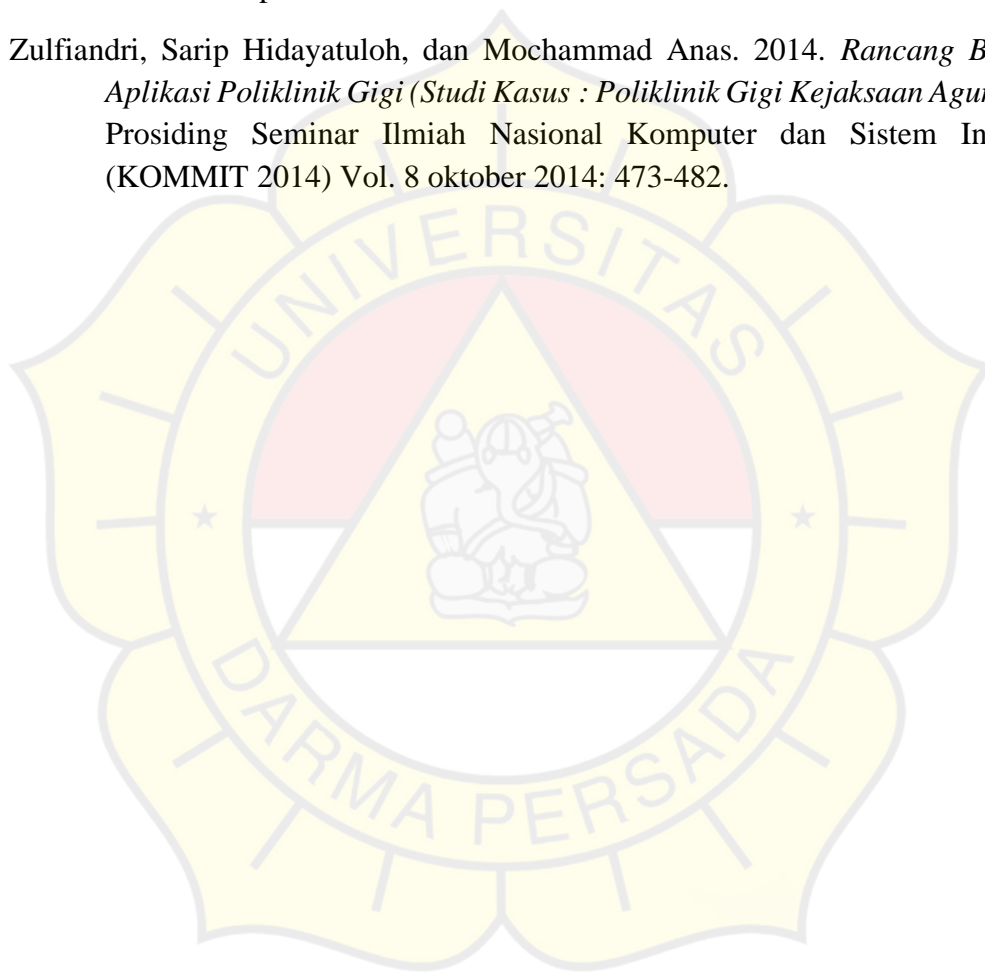 Zulfiandri, Sarip Hidayatuloh, dan Mochammad Anas. 2014. Rancang
Aplikasi Poliklinik Gigi (Studi Kasus : Poliklinik Gigi Kejaksaan
Prosiding Seminar Ilmiah Nasional Komputer dan Sistem
(KOMMIT 2014) Vol. 8 oktober 2014: 473-482.
UNIVERSITAS
DARMA PERSADA